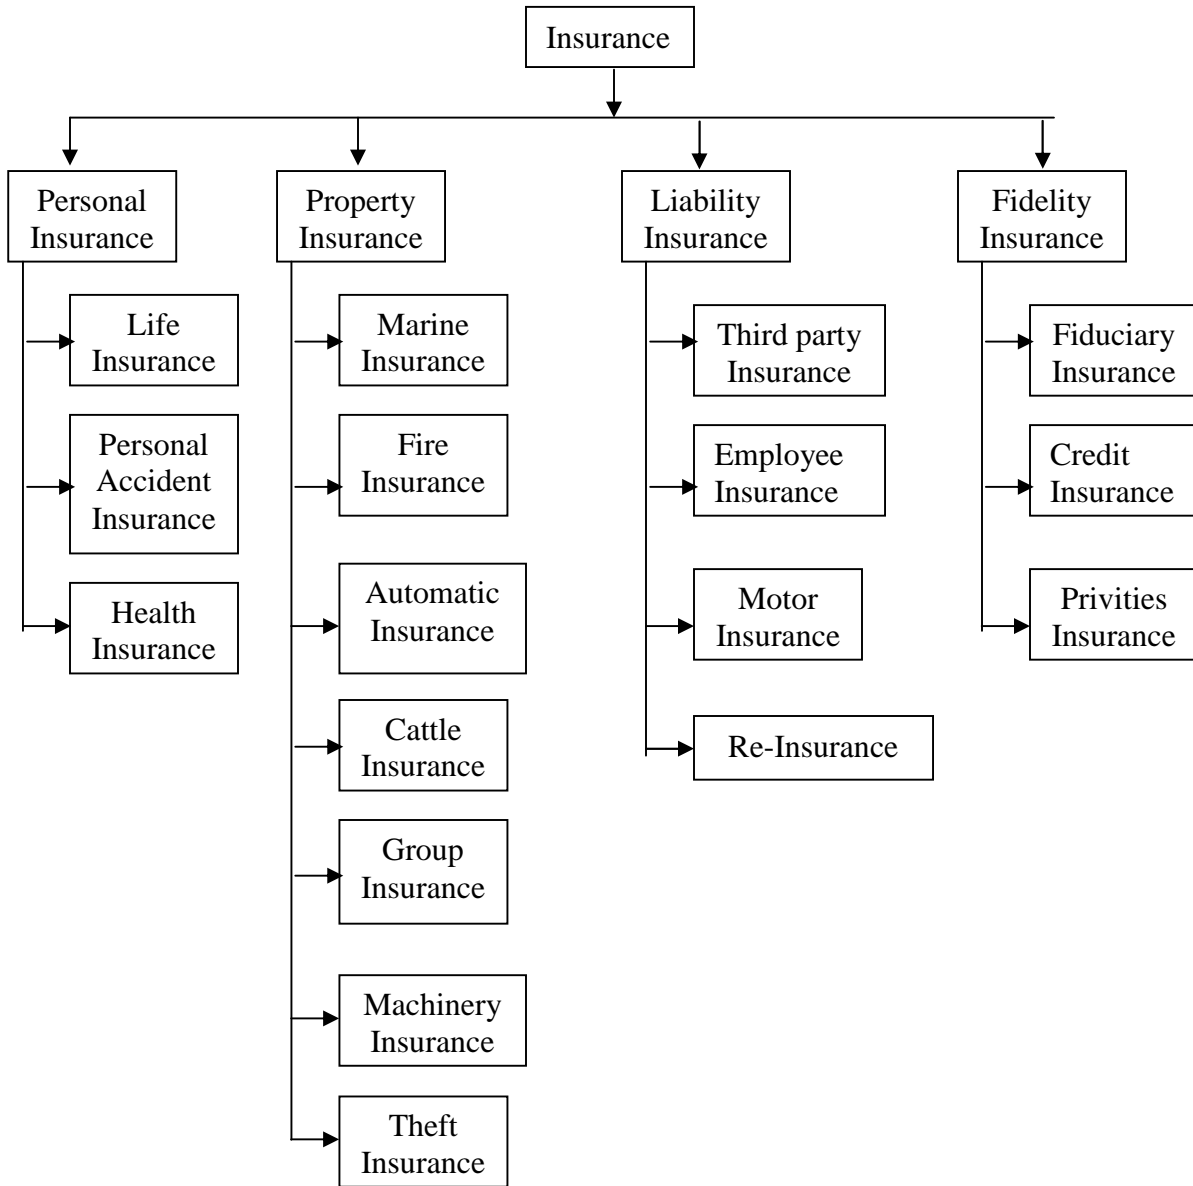 Insurance
Personal
Insurance
Life
Insurance
Personal
Accident
Insurance
Health
Insurance
Property
Insurance
Marine
Insurance
Fire
Insurance
Automatic
Insurance
Cattle
Insurance
Group
Insurance
Machinery
Insurance
Theft
Insurance
Liability
Insurance
Third party
Insurance
Employee
Insurance
Motor
Insurance
Re-Insurance
Fidelity
Insurance
Fiduciary
Insurance
Credit
Insurance
Privities
Insurance